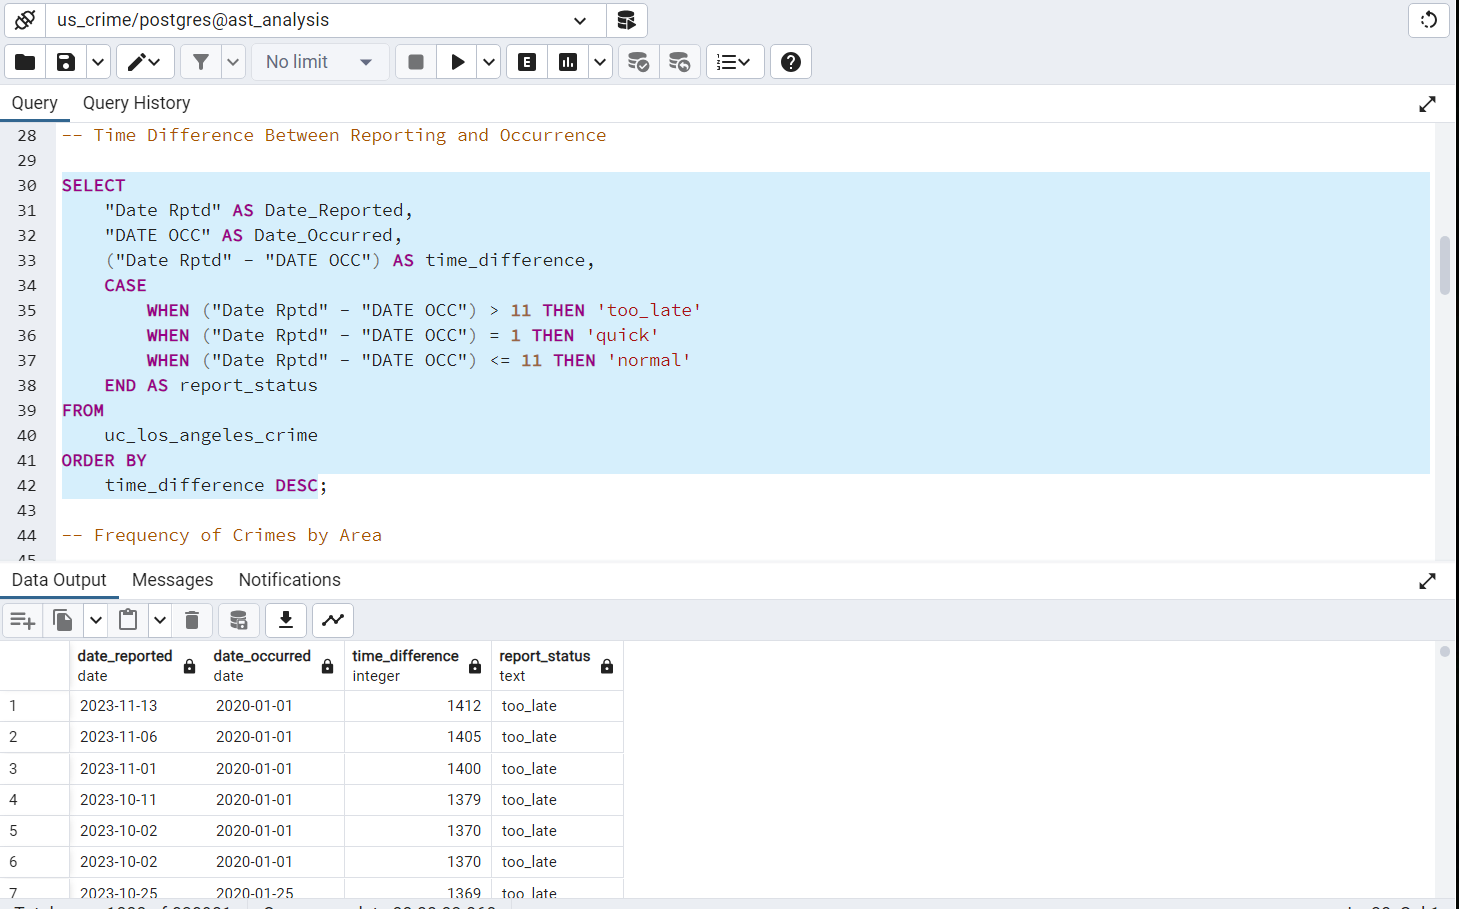 us_crime/postgres@ast_analysis
No limit
E
Query Query History
28 -- Time Difference Between Reporting and Occurrence
29
30 SELECT
31 "Date Rptd" AS Date_Reported,
32 "DATE OCC" AS Date_Occurred,
33 ("Date Rptd" - "DATE OCC") AS time_difference,
34 CASE
35 WHEN ("Date Rptd" - "DATE OCC") > 11 THEN 'too_late'
36 WHEN ("Date Rptd" - "DATE OCC") = 1 THEN 'quick'
37 WHEN ("Date Rptd" - "DATE OCC") <= 11 THEN 'normal'
38 END AS report_status
39 FROM
40 uc_los_angeles_crime
41 ORDER BY
42 time_difference DESC;
43
44 -- Frequency of Crimes by Area
45
Data Output Messages Notifications
date_reported date_occurred time_difference report_status
date date integer text
1 2023-11-13 2020-01-01 1412 too_late
2 2023-11-06 2020-01-01 1405 too_late
3 2023-11-01 2020-01-01 1400 too_late
4 2023-10-11 2020-01-01 1379 too_late
5 2023-10-02 2020-01-01 1370 too_late
6 2023-10-02 2020-01-01 1370 too_late
7 2023-10-25 2020-01-25 1369 too_late